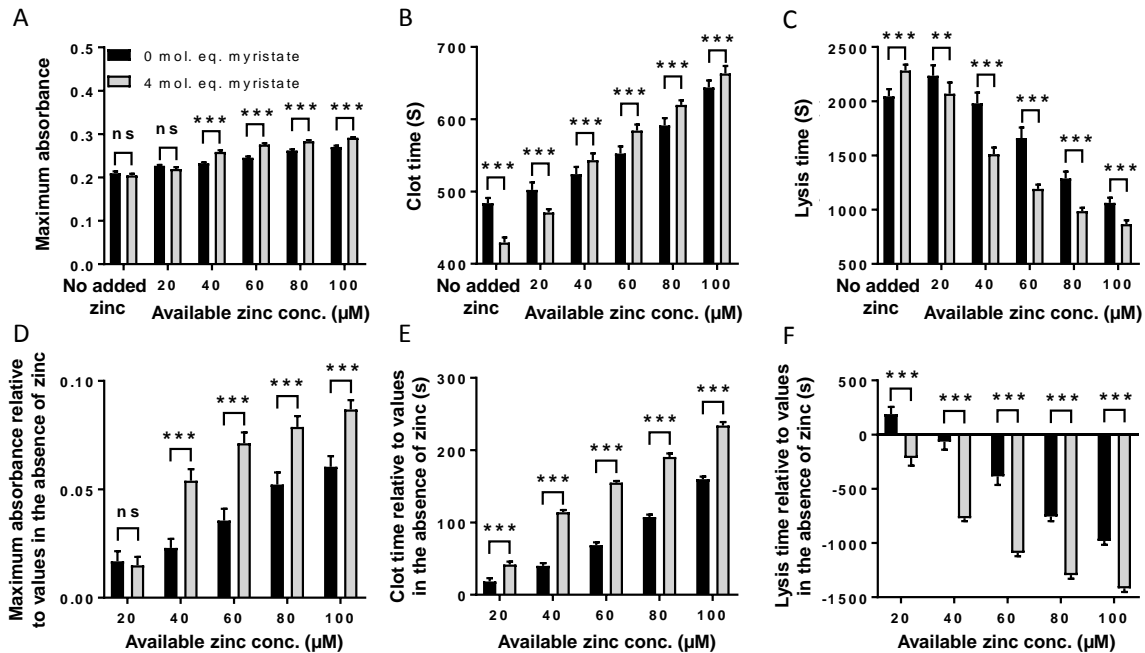 A
Maximum absorbance
0.5
0.4
0.3
0.2
0.1
0.0
0 mol. eq. myristate
4 mol. eq. myristate
ns
ns
***
***
***
***
No added
zinc
20
40
60
80
100
Available zinc conc. (µM)
B
Clot time (S)
700
600
500
400
***
***
***
***
***
***
No added
zinc
20
40
60
80
100
Available zinc conc. (µM)
C
Lysis time (S)
2500
2000
1500
1000
500
***
**
***
***
***
***
No added
zinc
20
40
60
80
100
Available zinc conc. (µM)
D
Maximum absorbance relative
to values in the absence of zinc
0.10
0.05
0.00
ns
***
***
***
***
20
40
60
80
100
Available zinc conc. (µM)
E
Clot time relative to values
in the absence of zinc (s)
300
200
100
0
***
***
***
***
***
20
40
60
80
100
Available zinc conc. (µM)
F
Lysis time relative to values
in the absence of zinc (s)
500
0
-500
-1000
-1500
***
***
***
***
***
20
40
60
80
100
Available zinc conc. (µM)